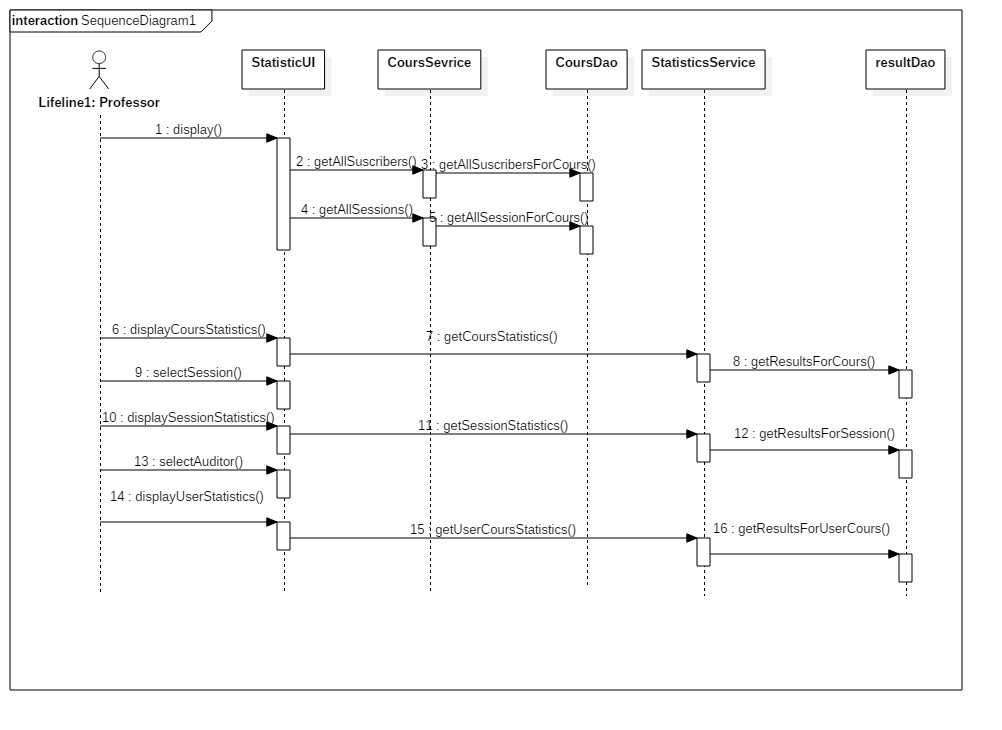 interaction SequenceDiagram1
StatisticUI
CoursSevrice
CoursDao
StatisticsService
resultDao
Lifeline1: Professor
1 : display()
2 : getAllSuscribers()
3 : getAllSuscribersForCours()
4 : getAllSessions()
5 : getAllSessionForCours()
6 : displayCoursStatistics()
7 : getCoursStatistics()
8 : getResultsForCours()
9 : selectSession()
10 : displaySessionStatistics()
11 : getSessionStatistics()
12 : getResultsForSession()
13 : selectAuditor()
14 : displayUserStatistics()
15 : getUserCoursStatistics()
16 : getResultsForUserCours()